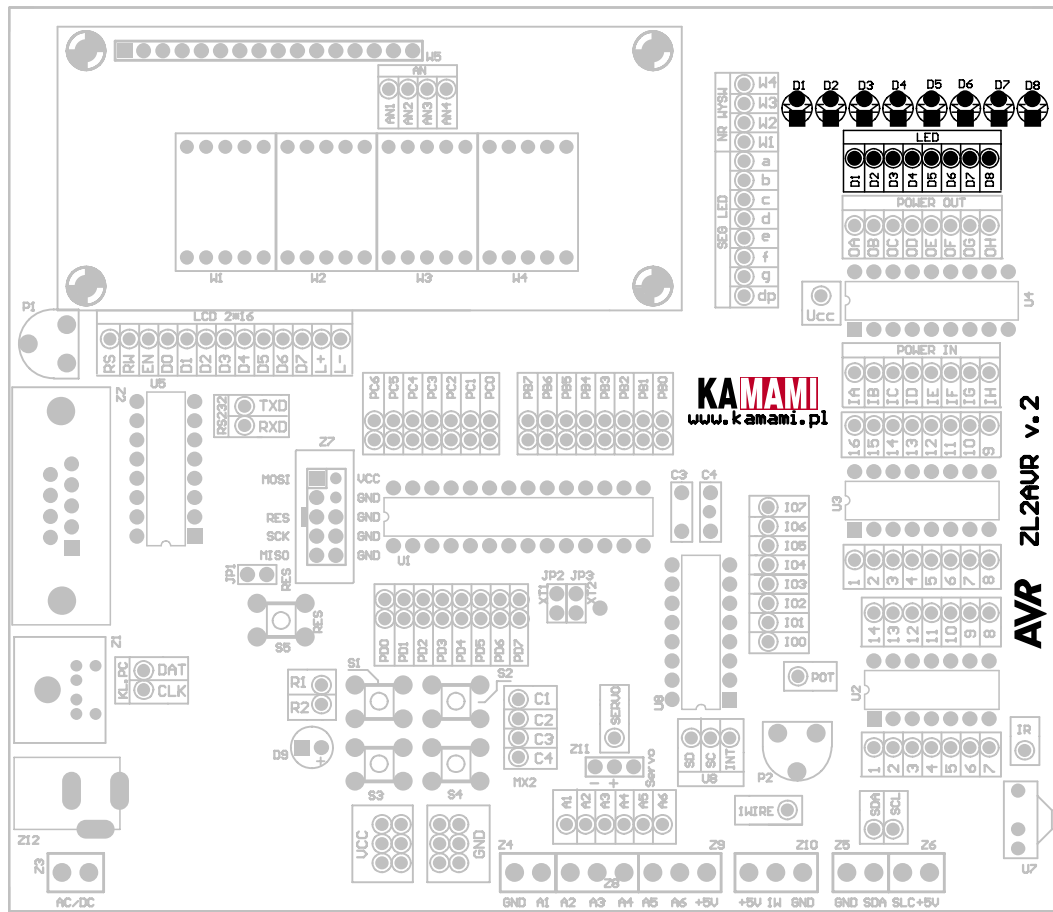 W5
AN
AN1 AN2 AN3 AN4
W1 W2 W3 W4
NR WYSW
W4
W3
W2
W1
SEG LED
a
b
c
d
e
f
g
dp
D1 D2 D3 D4 D5 D6 D7 D8
LED
D1 D2 D3 D4 D5 D6 D7 D8
POWER OUT
OA OB OC OD OE OF OG OH
Ucc
U4
P1
LCD 2*16
RS RW EN D0 D1 D2 D3 D4 D5 D6 D7 L+ L-
POWER IN
IA IB IC ID IE IF IG IH
Z2
U5
RS232
TXD
RXD
PC6 PC5 PC4 PC3 PC2 PC1 PC0
PB7 PB6 PB5 PB4 PB3 PB2 PB1 PB0
KAMAMI
www.kamami.pl
16 15 14 13 12 11 10 9
Z7
MOSI VCC
GND
RES GND
SCK GND
MISO GND
U1
C3 C4
U3
IO7
IO6
IO5
IO4
IO3
IO2
IO1
IO0
1 2 3 4 5 6 7 8
AVR ZL2AVR v.2
JP1
RES
RES
S5
JP2 JP3
XT1 XT2
PD0 PD1 PD2 PD3 PD4 PD5 PD6 PD7
14 13 12 11 10 9 8
Z1
KL.PC
DAT
CLK
R1
R2
S1 S2
C1
C2
C3
C4
MX2
SERVO
U8
POT
U2
D9
+
S3 S4
Z11
- +
Servo
SD SC INT
U8
P2
1 2 3 4 5 6 7
IR
Z12
VCC GND
A1 A2 A3 A4 A5 A6
1WIRE
SDA SCL
U7
Z3
AC/DC
Z4 Z8 Z9 Z10 Z5 Z6
GND A1 A2 A3 A4 A5 A6 +5V +5V 1W GND GND SDA SLC +5V